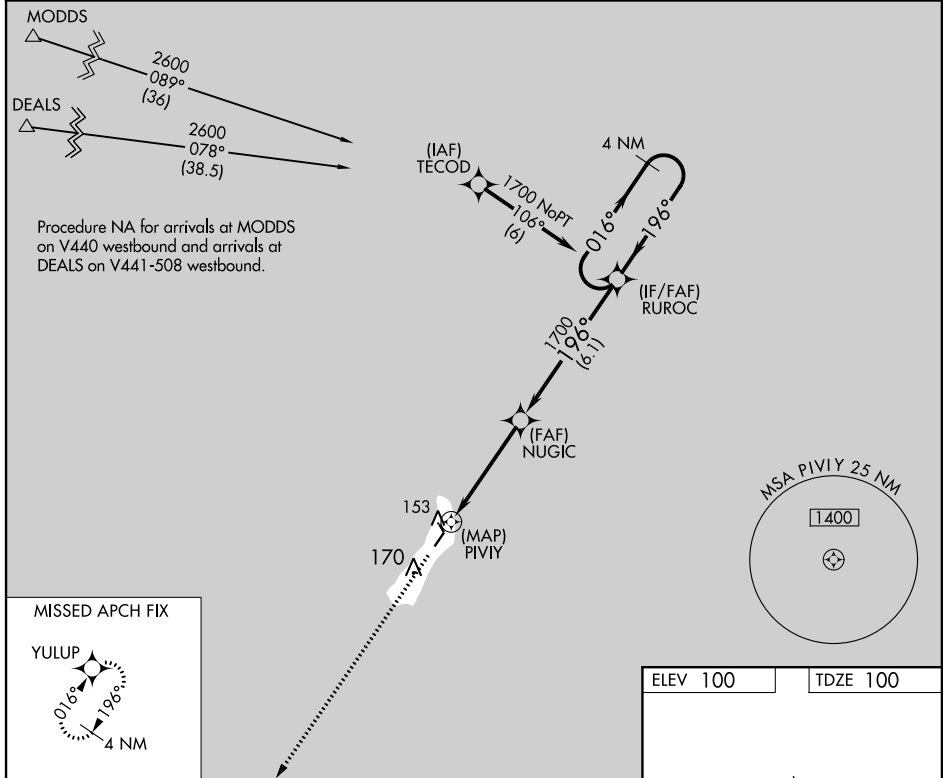 MODDS
2600
089°
(36)
DEALS
2600
078°
(38.5)
Procedure NA for arrivals at MODDS
on V440 westbound and arrivals at
DEALS on V441-508 westbound.
(IAF)
TECOD
1700 NoPT
106°
(6)
4 NM
016°
196°
(IF/FAF)
RUROC
1700
196°
(6.1)
(FAF)
NUGIC
153
(MAP)
PIVIY
170
MSA PIVIY 25 NM
1400
MISSED APCH FIX
YULUP
016°
196°
4 NM
ELEV 100
TDZE 100